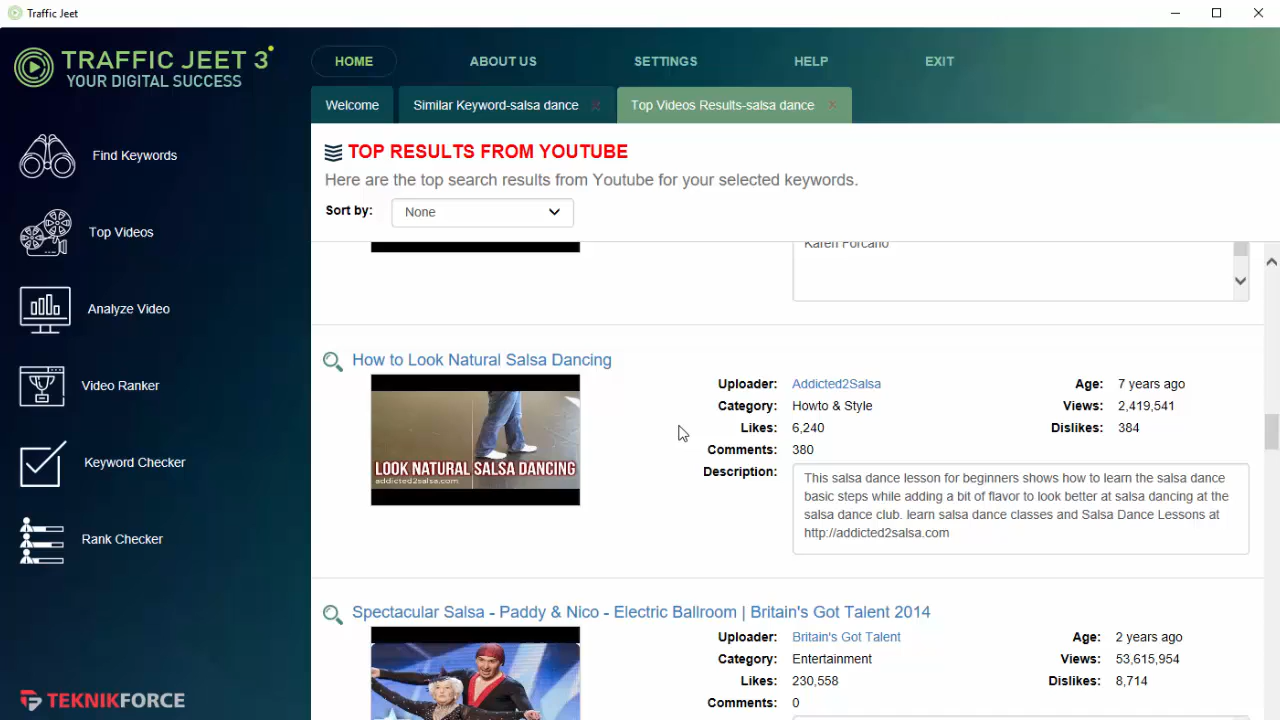 Traffic Jeet
TRAFFIC JEET 3
YOUR DIGITAL SUCCESS
HOME
ABOUT US
SETTINGS
HELP
EXIT
Welcome
Similar Keyword-salsa dance
Top Videos Results-salsa dance
Find Keywords
Top Videos
Analyze Video
Video Ranker
Keyword Checker
Rank Checker
TEKNIKFORCE
TOP RESULTS FROM YOUTUBE
Here are the top search results from Youtube for your selected keywords.
Sort by:
None
Karen Forcano
How to Look Natural Salsa Dancing
LOOK NATURAL SALSA DANCING
addicted2salsa.com
Uploader: Addicted2Salsa
Age: 7 years ago
Category: Howto & Style
Views: 2,419,541
Likes: 6,240
Dislikes: 384
Comments: 380
Description:
This salsa dance lesson for beginners shows how to learn the salsa dance
basic steps while adding a bit of flavor to look better at salsa dancing at the
salsa dance club. learn salsa dance classes and Salsa Dance Lessons at
http://addicted2salsa.com
Spectacular Salsa - Paddy & Nico - Electric Ballroom | Britain's Got Talent 2014
Uploader: Britain's Got Talent
Age: 2 years ago
Category: Entertainment
Views: 53,615,954
Likes: 230,558
Dislikes: 8,714
Comments: 0